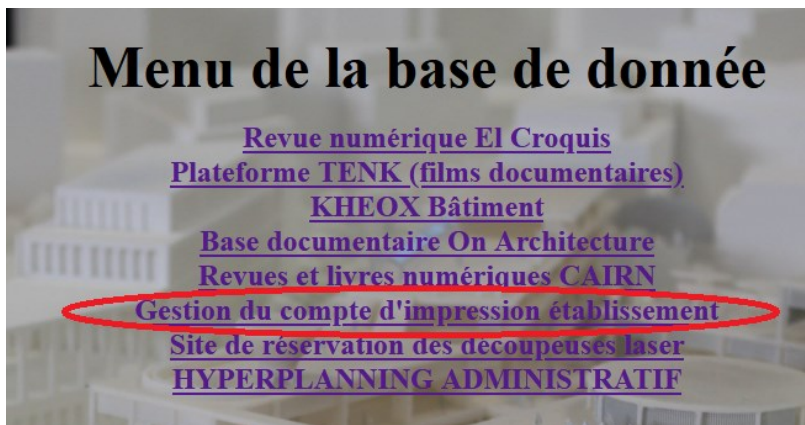 Menu de la base de donnée
Revue numérique El Croquis
Plateforme TENK (films documentaires)
KHEOX Bâtiment
Base documentaire On Architecture
Revues et livres numériques CAIRN
Gestion du compte d'impression établissement
Site de réservation des découpeuses laser
HYPERPLANNING ADMINISTRATIF